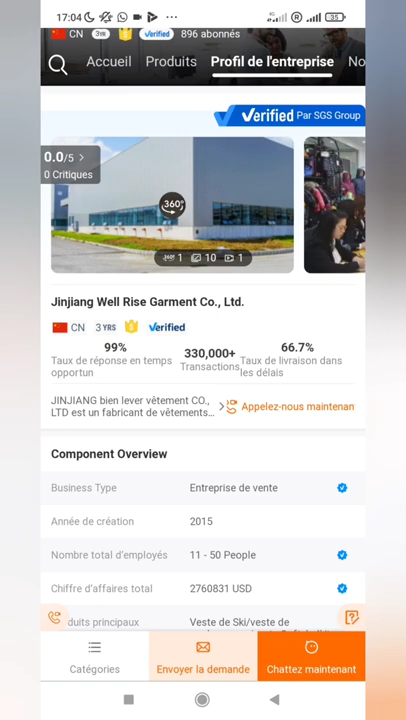 17:04
35
CN 3YR Verified 896 abonnés
Accueil Produits Profil de l'entreprise No
Verified Par SGS Group
0.0/5 >
0 Critiques
360°
360° 1 10 1
Jinjiang Well Rise Garment Co., Ltd.
CN 3 YRS Verified
99%
Taux de réponse en temps
opportun
330,000+
Transactions
66.7%
Taux de livraison dans
les délais
JINJIANG bien lever vêtement CO.,
LTD est un fabricant de vêtements...
Appelez-nous maintenant
Component Overview
Business Type Entreprise de vente
Année de création 2015
Nombre total d'employés 11 - 50 People
Chiffre d'affaires total 2760831 USD
duits principaux Veste de Ski/veste de
Catégories
Envoyer la demande
Chattez maintenant